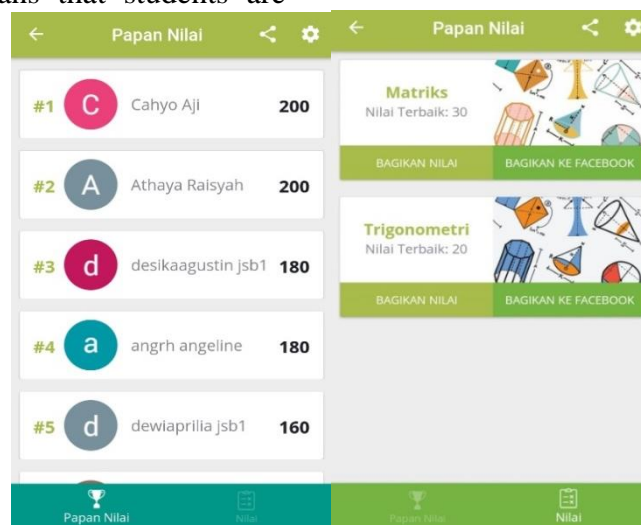 ans that students are
Papan Nilai
#1 C Cahyo Aji 200
#2 A Athaya Raisyah 200
#3 d desikaagustin jsb1 180
#4 a angrh angeline 180
#5 d dewiaprilia jsb1 160
Papan Nilai Nilai
Papan Nilai
Matriks
Nilai Terbaik: 30
BAGIKAN NILAI BAGIKAN KE FACEBOOK
Trigonometri
Nilai Terbaik: 20
BAGIKAN NILAI BAGIKAN KE FACEBOOK
Papan Nilai Nilai